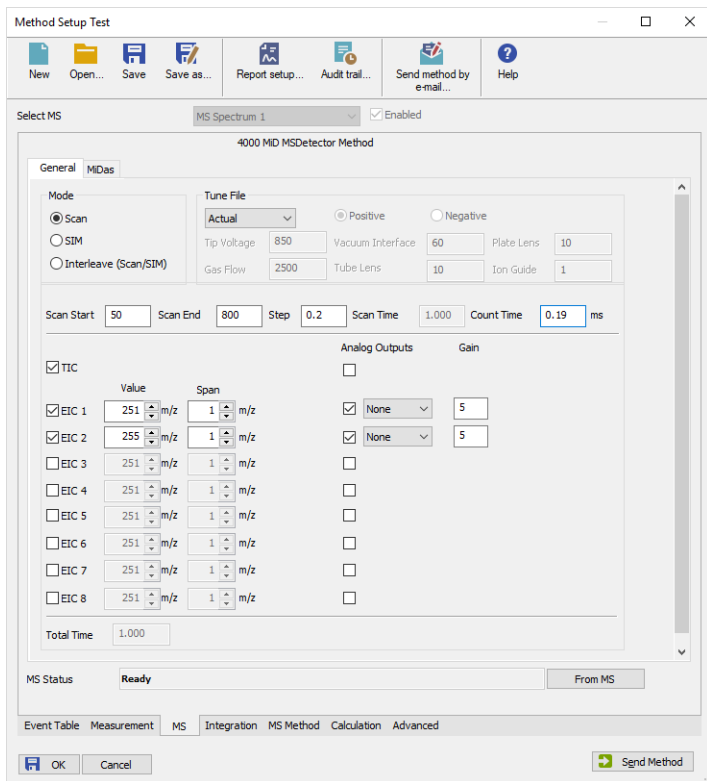 Method Setup Test
New Open... Save Save as... Report setup... Audit trail... Send method by e-mail... Help
Select MS MS Spectrum 1 Enabled
4000 MiD MSDetector Method
General MiDas
Mode Tune File
Scan Actual Positive Negative
SIM Tip Voltage 850 Vacuum Interface 60 Plate Lens 10
Interleave (Scan/SIM) Gas Flow 2500 Tube Lens 10 Ion Guide 1
Scan Start 50 Scan End 800 Step 0.2 Scan Time 1.000 Count Time 0.19 ms
Analog Outputs Gain
TIC
Value Span
EIC 1 251 m/z 1 m/z None 5
EIC 2 255 m/z 1 m/z None 5
EIC 3 251 m/z 1 m/z
EIC 4 251 m/z 1 m/z
EIC 5 251 m/z 1 m/z
EIC 6 251 m/z 1 m/z
EIC 7 251 m/z 1 m/z
EIC 8 251 m/z 1 m/z
Total Time 1.000
MS Status Ready From MS
Event Table Measurement MS Integration MS Method Calculation Advanced
OK Cancel Send Method